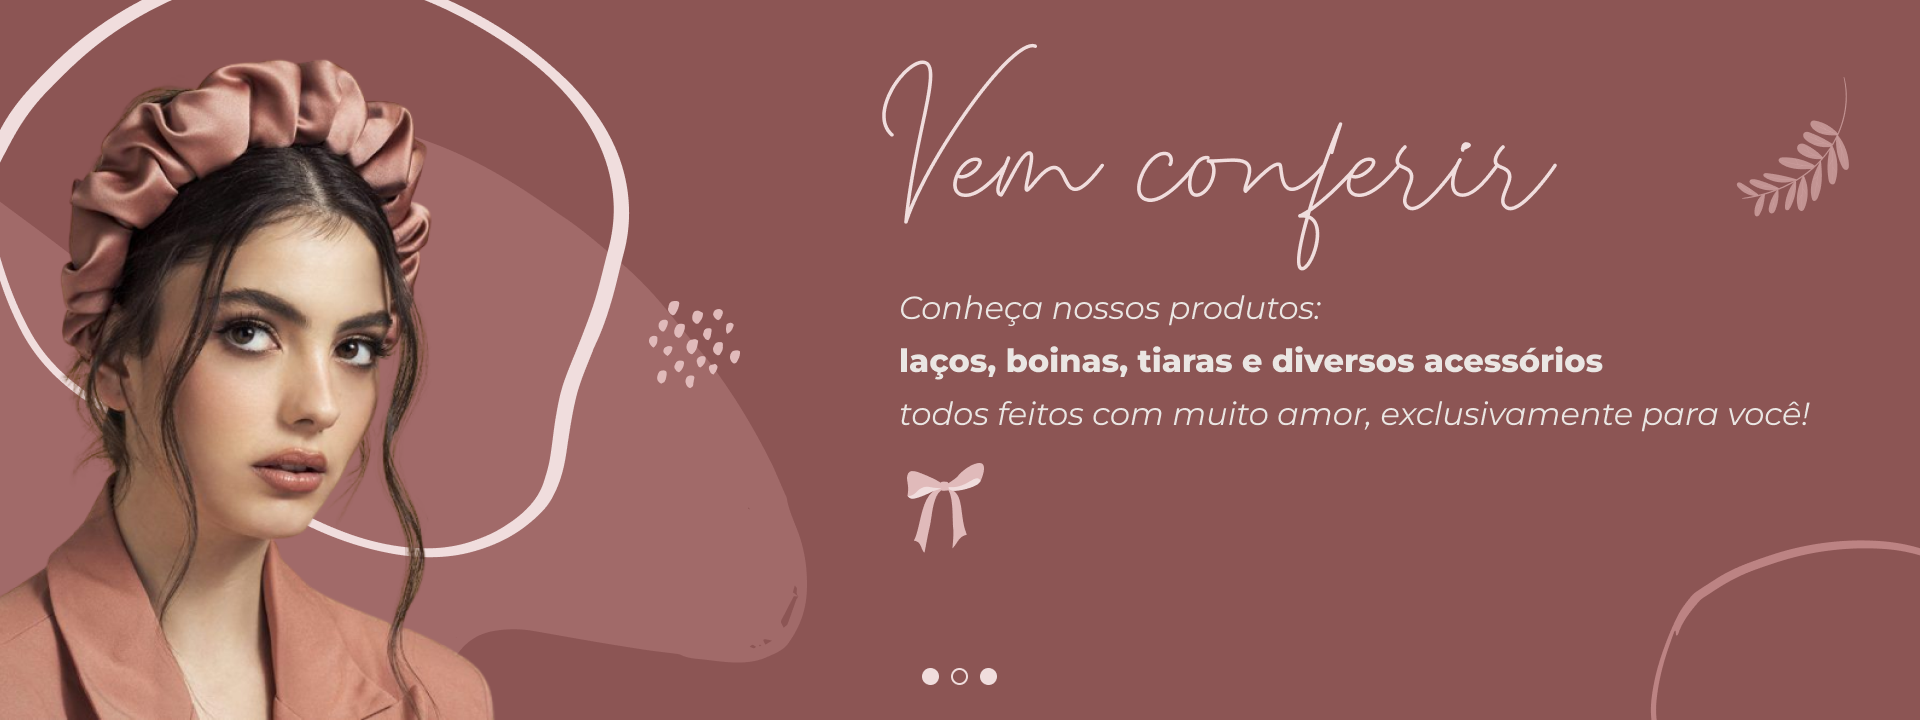 Vem conferir
Conheça nossos produtos:
laços, boinas, tiaras e diversos acessórios
todos feitos com muito amor, exclusivamente para você!